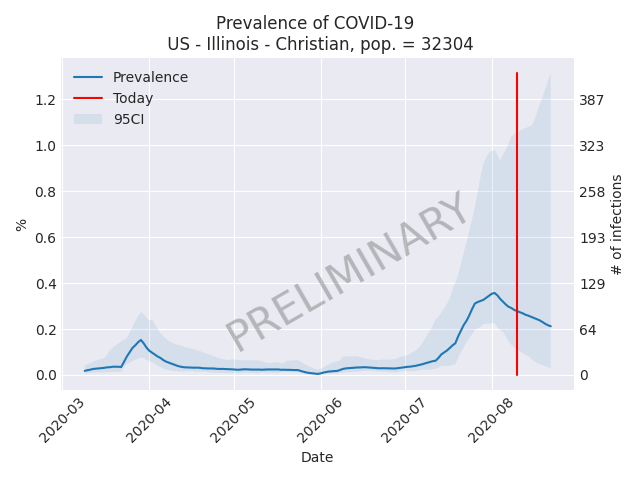 Prevalence of COVID-19
US - Illinois - Christian, pop. = 32304
Prevalence
Today
95CI
1.2
1.0
0.8
0.6
0.4
0.2
0.0
%
387
323
258
193
129
64
0
# of infections
PRELIMINARY
2020-03
2020-04
2020-05
2020-06
2020-07
2020-08
Date